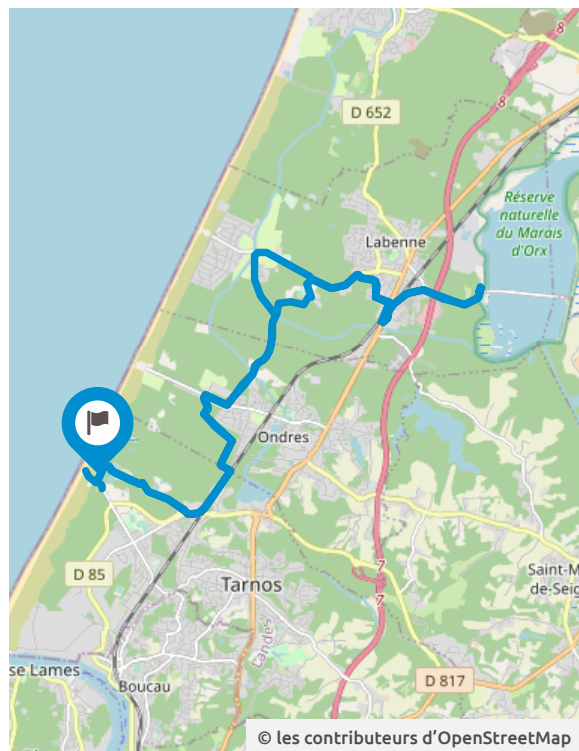 8
8
D 652
Réserve
naturelle
du Marais
d'Orx
Labenne
Ondres
7
7
D 85
Tarnos
Saint-M
de-Seig
Landes
se Lames
Boucau
D 817
© les contributeurs d’OpenStreetMap